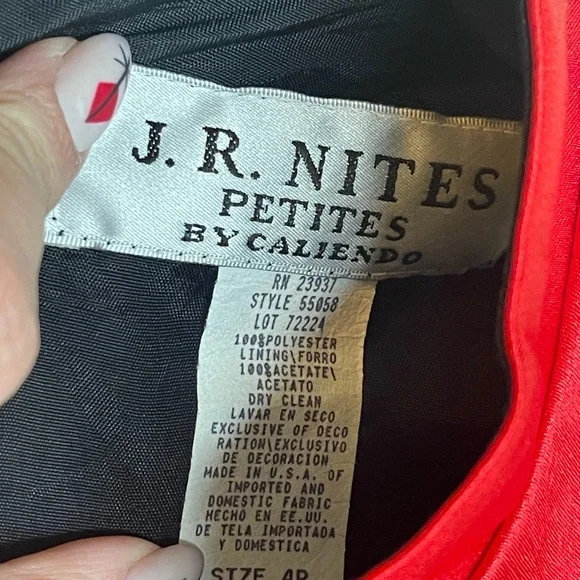 J. R. NITES
PETITES
BY CALIENDO
RN 23937
STYLE 55058
LOT 72224
100%POLYESTER
LINING\FORRO
100%ACETATE\
ACETATO
DRY CLEAN
LAVAR EN SECO
EXCLUSIVE OF DECO
RATION\EXCLUSIVO
DE DECORACION
MADE IN U.S.A. OF
IMPORTED AND
DOMESTIC FABRIC
HECHO EN EE.UU.
DE TELA IMPORTADA
Y DOMESTICA
SIZE 4P